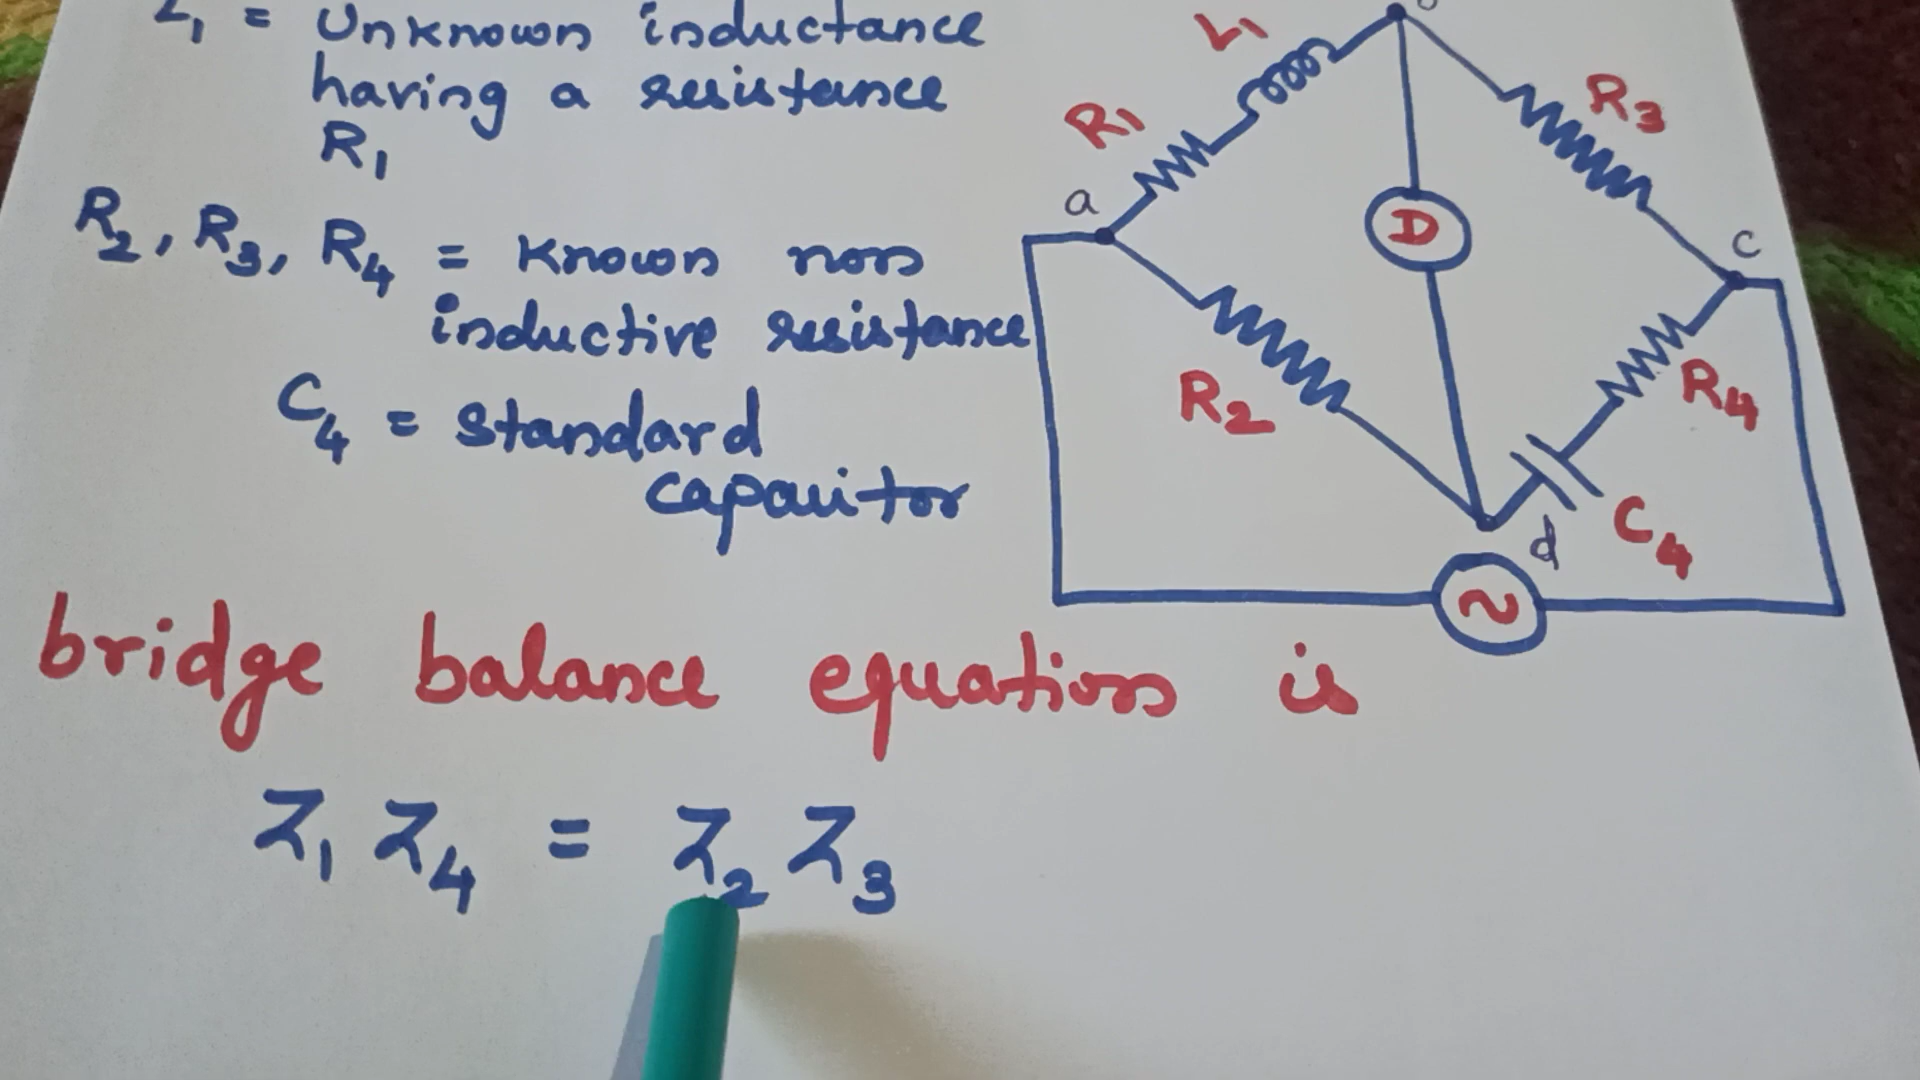 L1 = Unknown inductance
having a resistance
R1
R2, R3, R4 = Known non
inductive resistance
C4 = Standard
capacitor
bridge balance equation is
Z1 Z4 = Z2 Z3
L1
R1
R3
a
D
c
R2
R4
C4
d
~